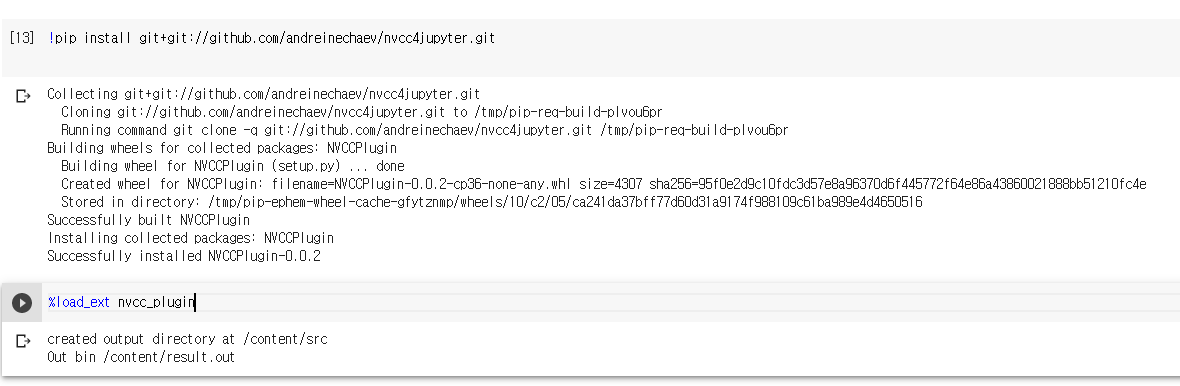 [13] !pip install git+git://github.com/andreinechaev/nvcc4jupyter.git
Collecting git+git://github.com/andreinechaev/nvcc4jupyter.git
Cloning git://github.com/andreinechaev/nvcc4jupyter.git to /tmp/pip-req-build-plvou6pr
Running command git clone -q git://github.com/andreinechaev/nvcc4jupyter.git /tmp/pip-req-build-plvou6pr
Building wheels for collected packages: NVCCPlugin
Building wheel for NVCCPlugin (setup.py) ... done
Created wheel for NVCCPlugin: filename=NVCCPlugin-0.0.2-cp36-none-any.whl size=4307 sha256=95f0e2d9c10fdc3d57e8a96370d6f445772f64e86a43860021888bb51210fc4e
Stored in directory: /tmp/pip-ephem-wheel-cache-gfytznmp/wheels/10/c2/05/ca241da37bff77d60d31a9174f988109c61ba989e4d4650516
Successfully built NVCCPlugin
Installing collected packages: NVCCPlugin
Successfully installed NVCCPlugin-0.0.2
%load_ext nvcc_plugin
created output directory at /content/src
Out bin /content/result.out